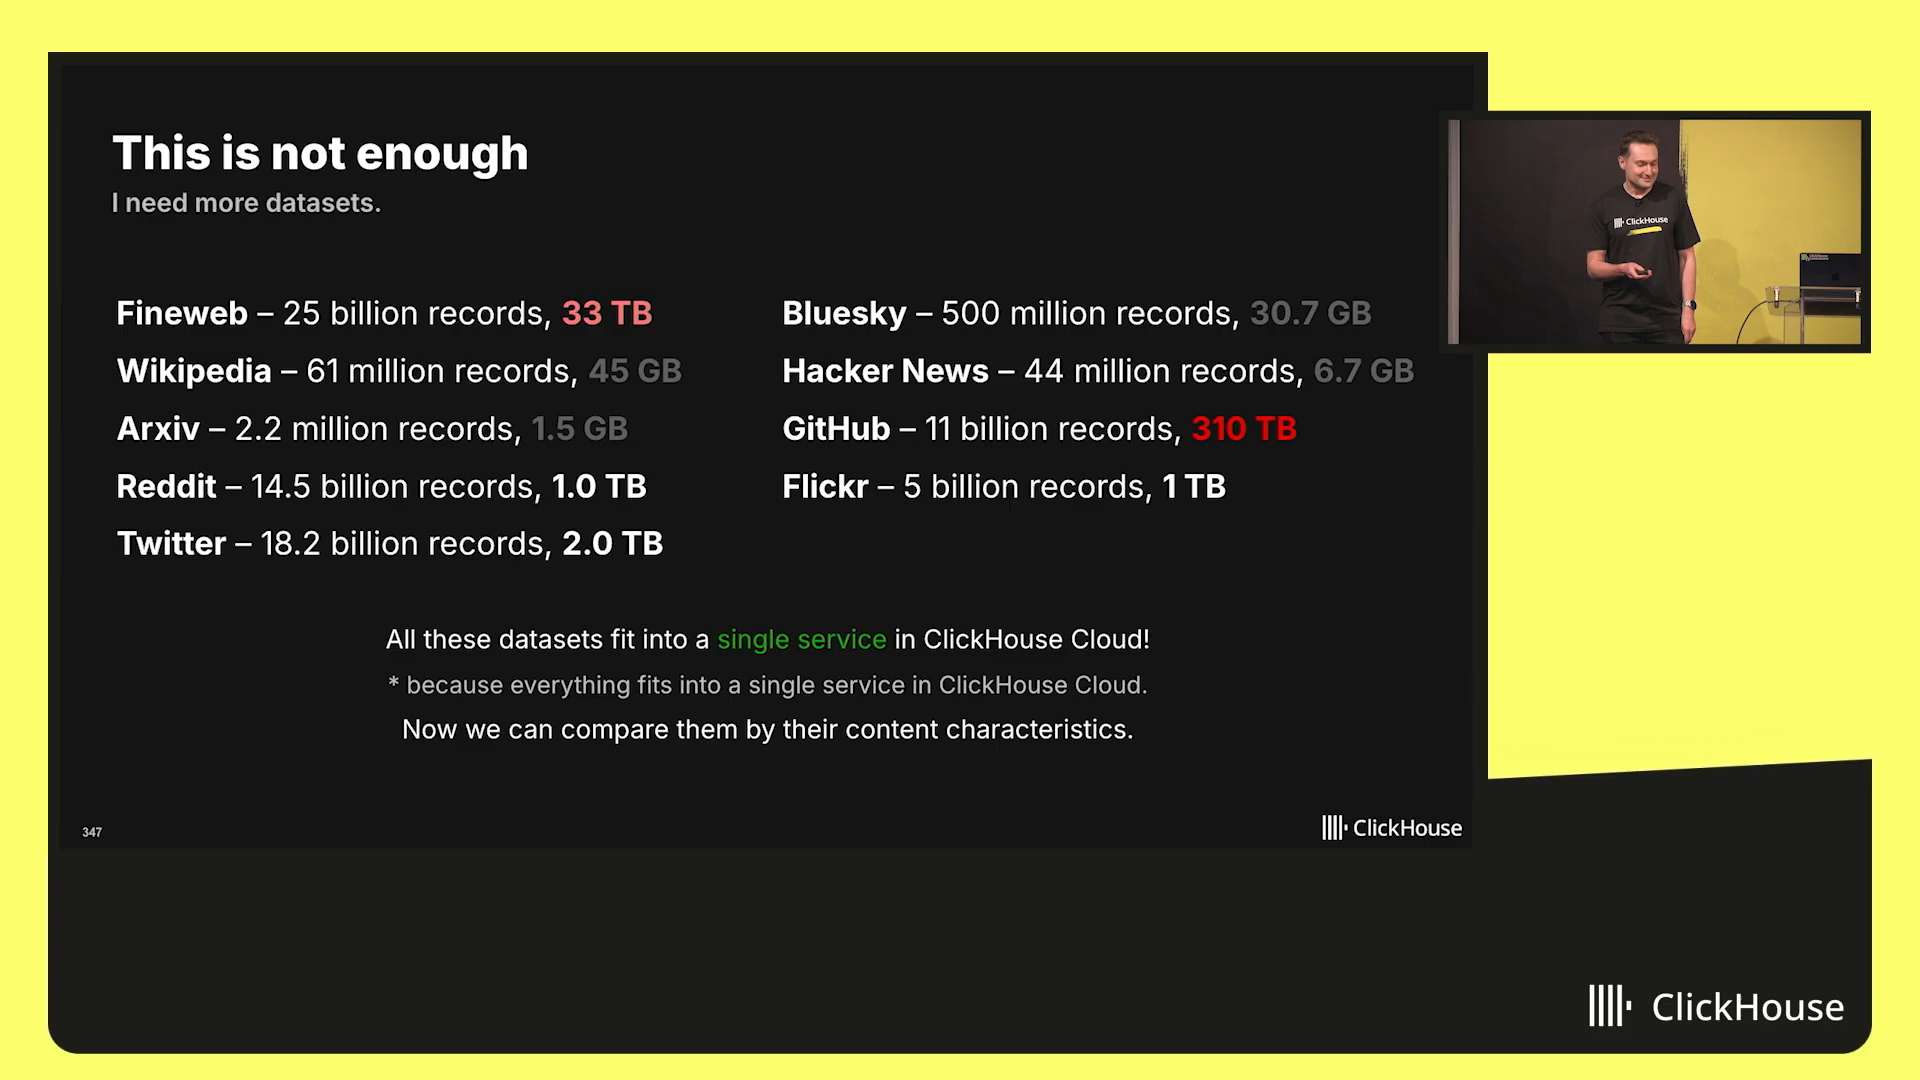 This is not enough
I need more datasets.
Fineweb – 25 billion records, 33 TB
Wikipedia – 61 million records, 45 GB
Arxiv – 2.2 million records, 1.5 GB
Reddit – 14.5 billion records, 1.0 TB
Twitter – 18.2 billion records, 2.0 TB
Bluesky – 500 million records, 30.7 GB
Hacker News – 44 million records, 6.7 GB
GitHub – 11 billion records, 310 TB
Flickr – 5 billion records, 1 TB
All these datasets fit into a single service in ClickHouse Cloud!
* because everything fits into a single service in ClickHouse Cloud.
Now we can compare them by their content characteristics.
347
ClickHouse
ClickHouse
ClickHouse